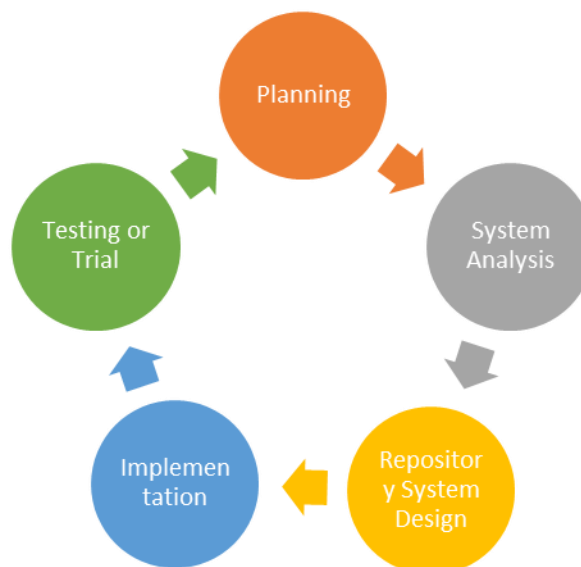 Planning
System
Analysis
Repositor
y System
Design
Implemen
tation
Testing or
Trial